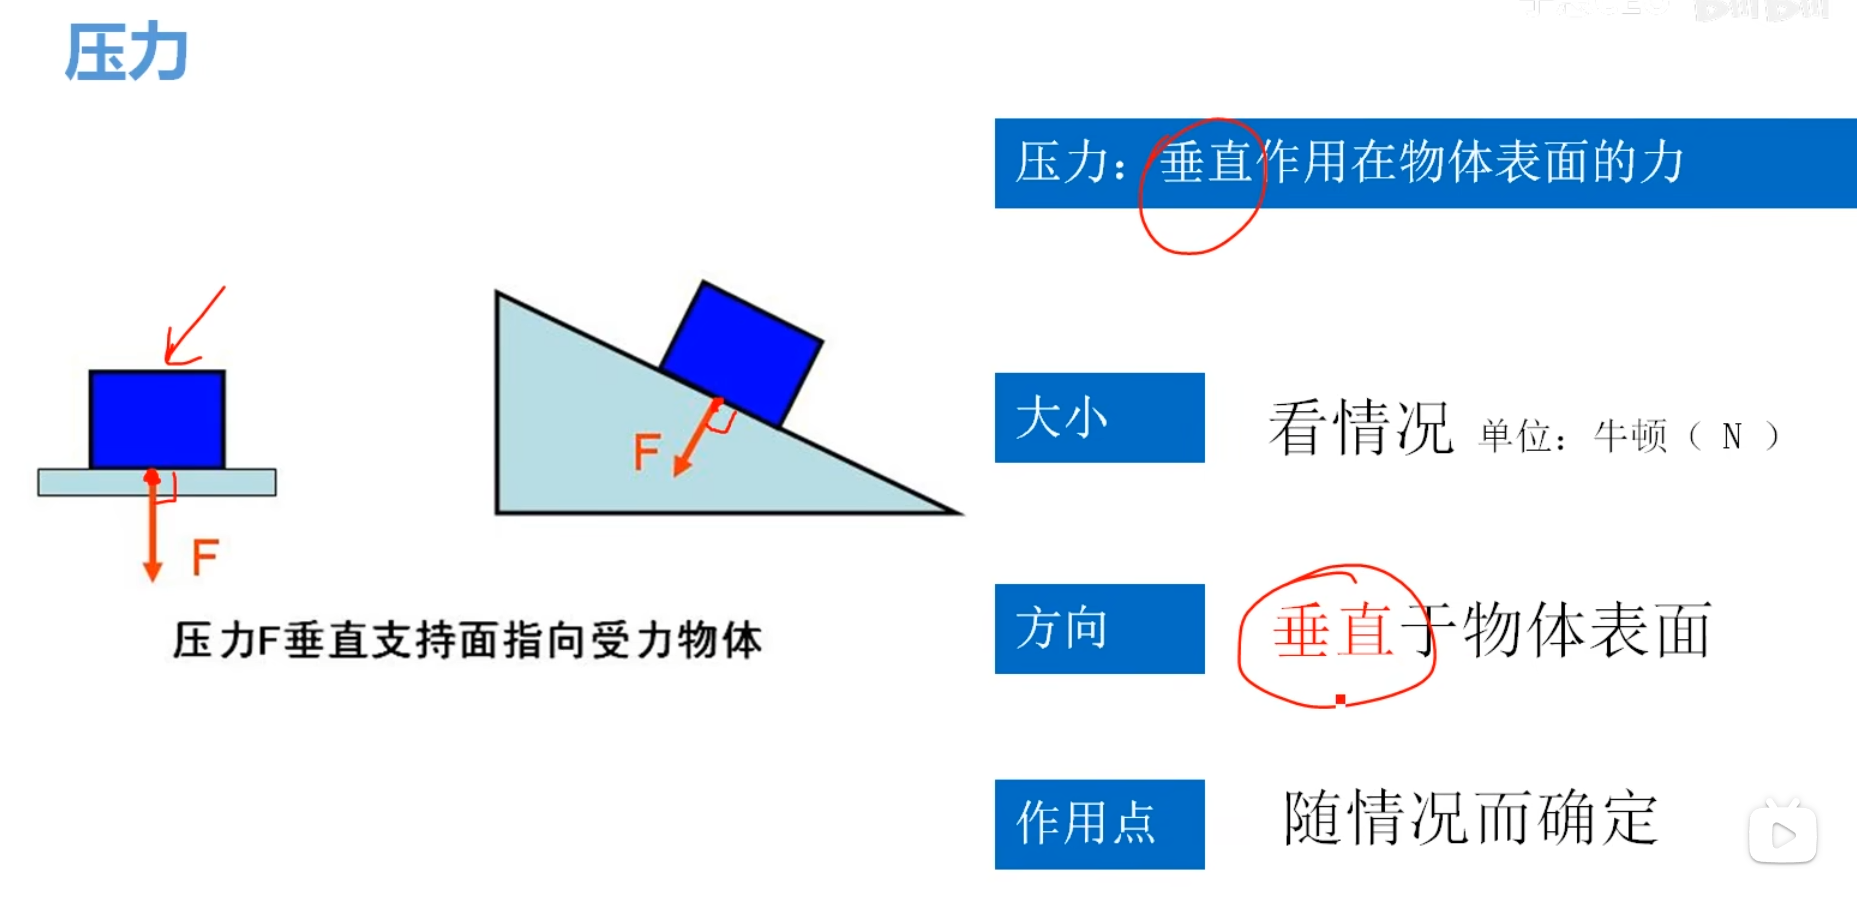 压力
压力：垂直作用在物体表面的力
F
F
压力F垂直支持面指向受力物体
大小
看情况 单位：牛顿（ N ）
方向
垂直于物体表面
作用点
随情况而确定